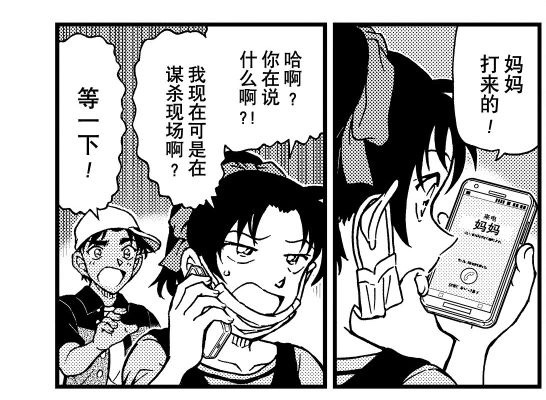 妈妈
打来的！
来电
妈妈
哈啊？
你在说
什么啊?!
我现在可是在
谋杀现场啊？
等一下！